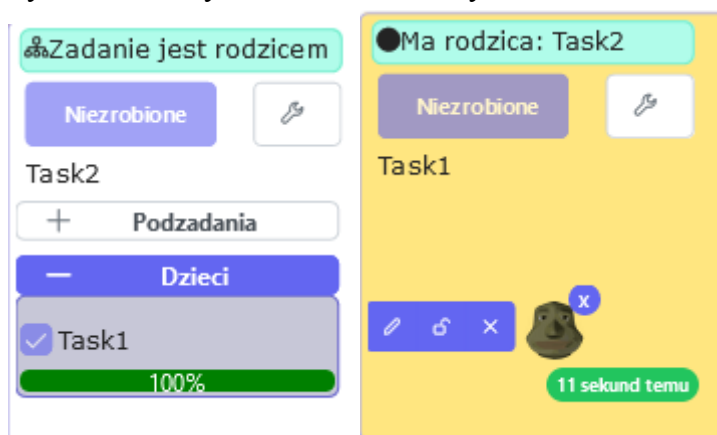 Zadanie jest rodzicem
Niezrobione
Task2
Podzadania
Dzieci
Task1
100%
Ma rodzica: Task2
Niezrobione
Task1
x
11 sekund temu